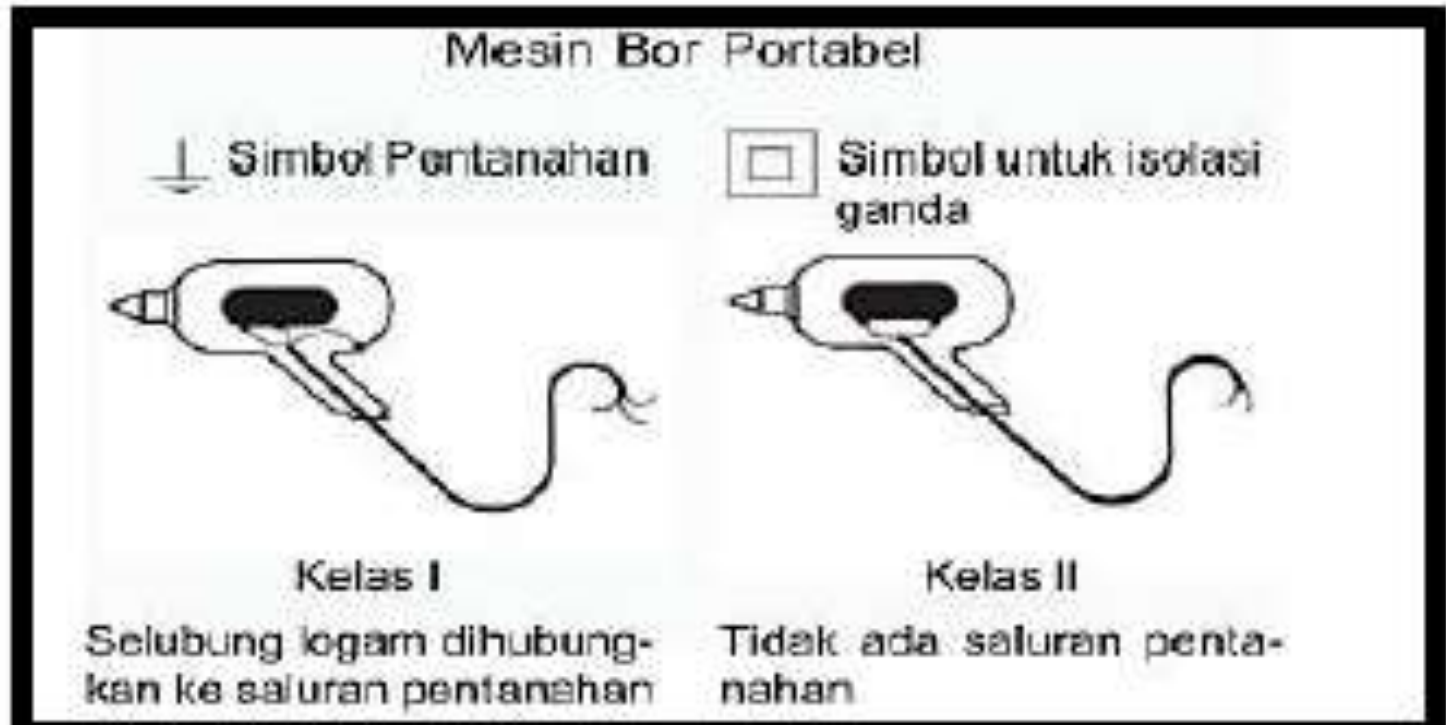 Mesin Bor Portabel
Simbol Pentanahan
Simbol untuk isolasi
ganda
Kelas I
Selubung logam dihubung-
kan ke saluran pentanahan
Kelas II
Tidak ada saluran penta-
nahan